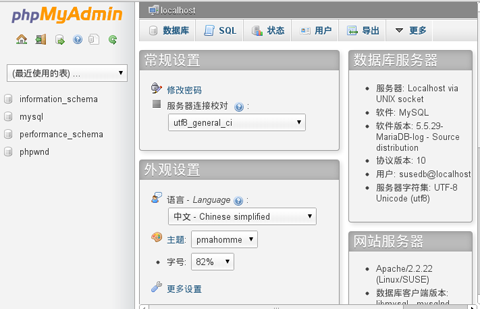 phpMyAdmin
(最近使用的表) ...
information_schema
mysql
performance_schema
phpwnd
localhost
数据库 SQL 状态 用户 导出 更多
常规设置
修改密码
服务器连接校对 :
utf8_general_ci
外观设置
语言 - Language :
中文 - Chinese simplified
主题: pmahomme
字号: 82%
更多设置
数据库服务器
服务器: Localhost via
UNIX socket
软件: MySQL
软件版本: 5.5.29-
MariaDB-log - Source
distribution
协议版本: 10
用户: susedb@localhost
服务器字符集: UTF-8
Unicode (utf8)
网站服务器
Apache/2.2.22
(Linux/SUSE)
数据库客户端版本:
libmysql - mysqlnd